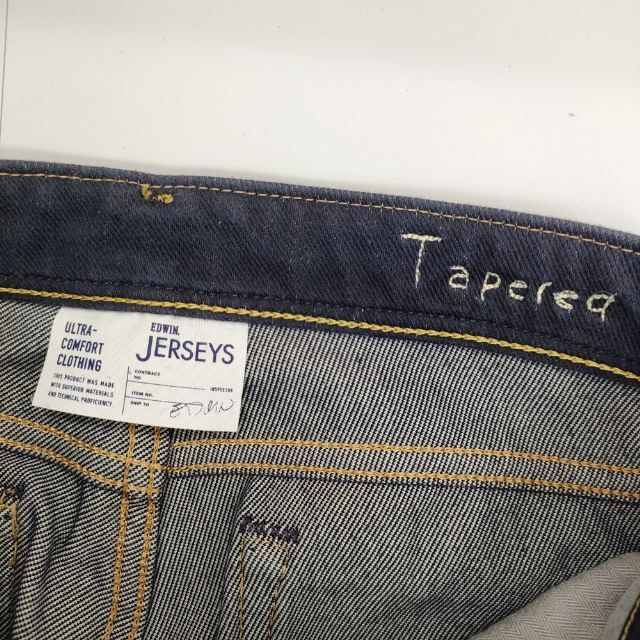 Tapered
ULTRA-
COMFORT
CLOTHING
THIS PRODUCT WAS MADE
WITH SUPERIOR MATERIALS
AND TECHNICAL PROFICIENCY.
EDWIN.
JERSEYS
CONTRACT
NO.
INSPECTOR
ITEM NO.
SHIP TO